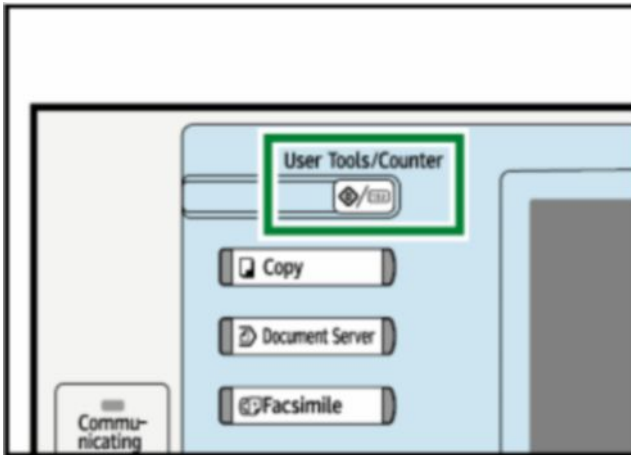 User Tools/Counter
Copy
Document Server
Facsimile
Commu-
nicating